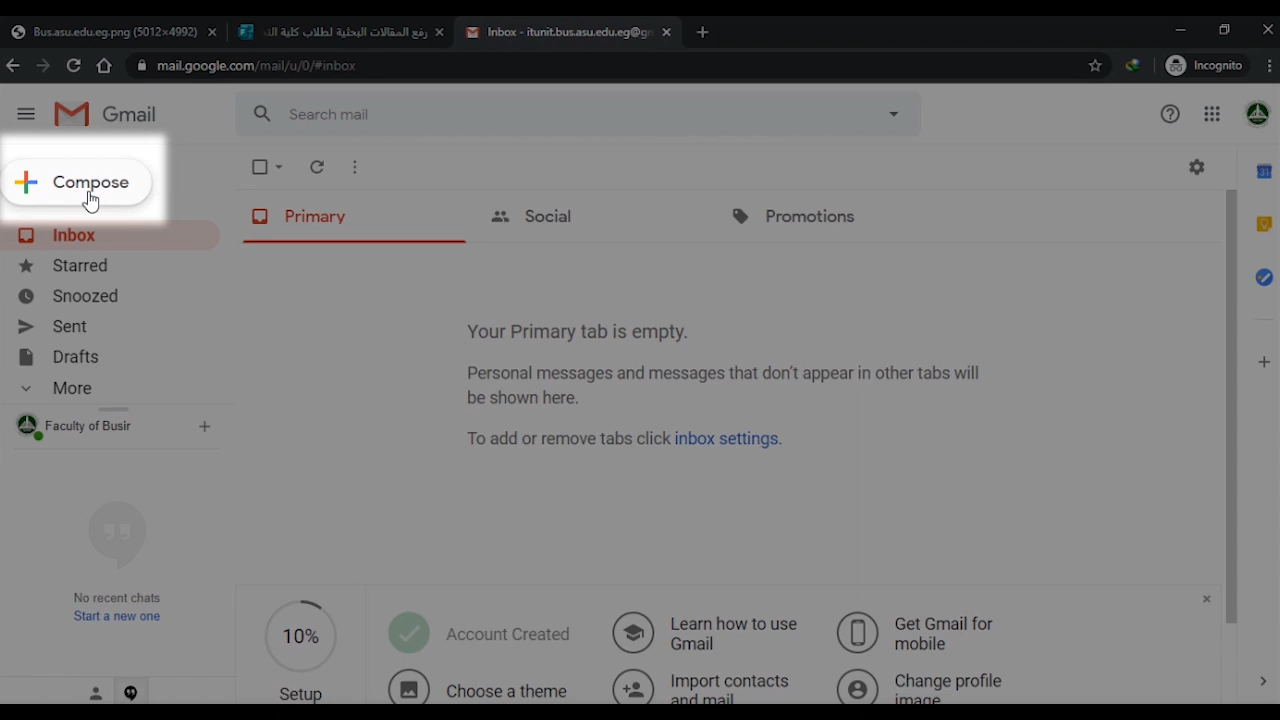 Bus.asu.edu.eg.png (5012×4992)
رفع المقالات البحثية لطلاب كلية الت
Inbox - itunit.bus.asu.edu.eg@gm
mail.google.com/mail/u/0/#inbox
Incognito
Gmail
Search mail
Compose
Primary
Social
Promotions
Inbox
Starred
Snoozed
Sent
Drafts
More
Your Primary tab is empty.
Personal messages and messages that don't appear in other tabs will
be shown here.
To add or remove tabs click inbox settings.
Faculty of Busir
No recent chats
Start a new one
10%
Setup
Account Created
Learn how to use
Gmail
Get Gmail for
mobile
Choose a theme
Import contacts
and mail
Change profile
image